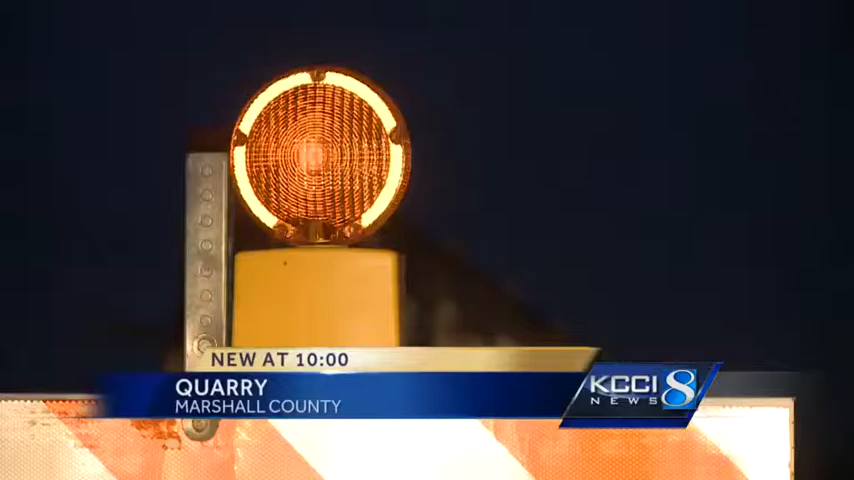 NEW AT 10:00
QUARRY
MARSHALL COUNTY
KCCI 8
NEWS